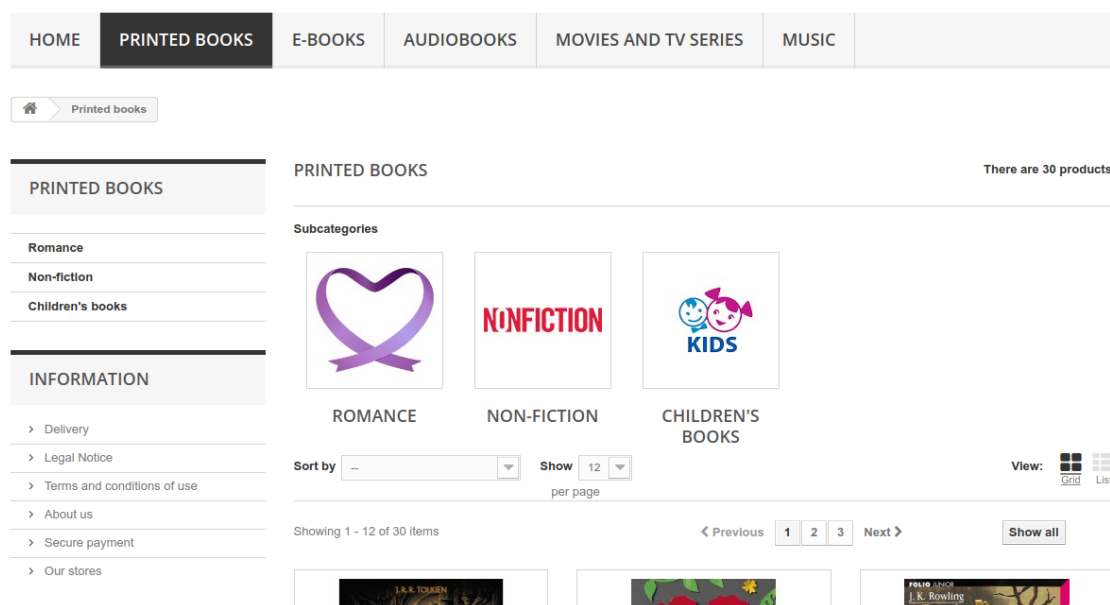 HOME PRINTED BOOKS E-BOOKS AUDIOBOOKS MOVIES AND TV SERIES MUSIC
Printed books
PRINTED BOOKS
Romance
Non-fiction
Children's books
INFORMATION
Delivery
Legal Notice
Terms and conditions of use
About us
Secure payment
Our stores
PRINTED BOOKS
There are 30 products
Subcategories
NONFICTION
KIDS
ROMANCE
NON-FICTION
CHILDREN'S
BOOKS
Sort by --
Show 12
per page
View:
Grid
Lis
Showing 1 - 12 of 30 items
Previous 1 2 3 Next
Show all
J.R.R. TOLKIEN
FOLIO JUNIOR
J.K. Rowling